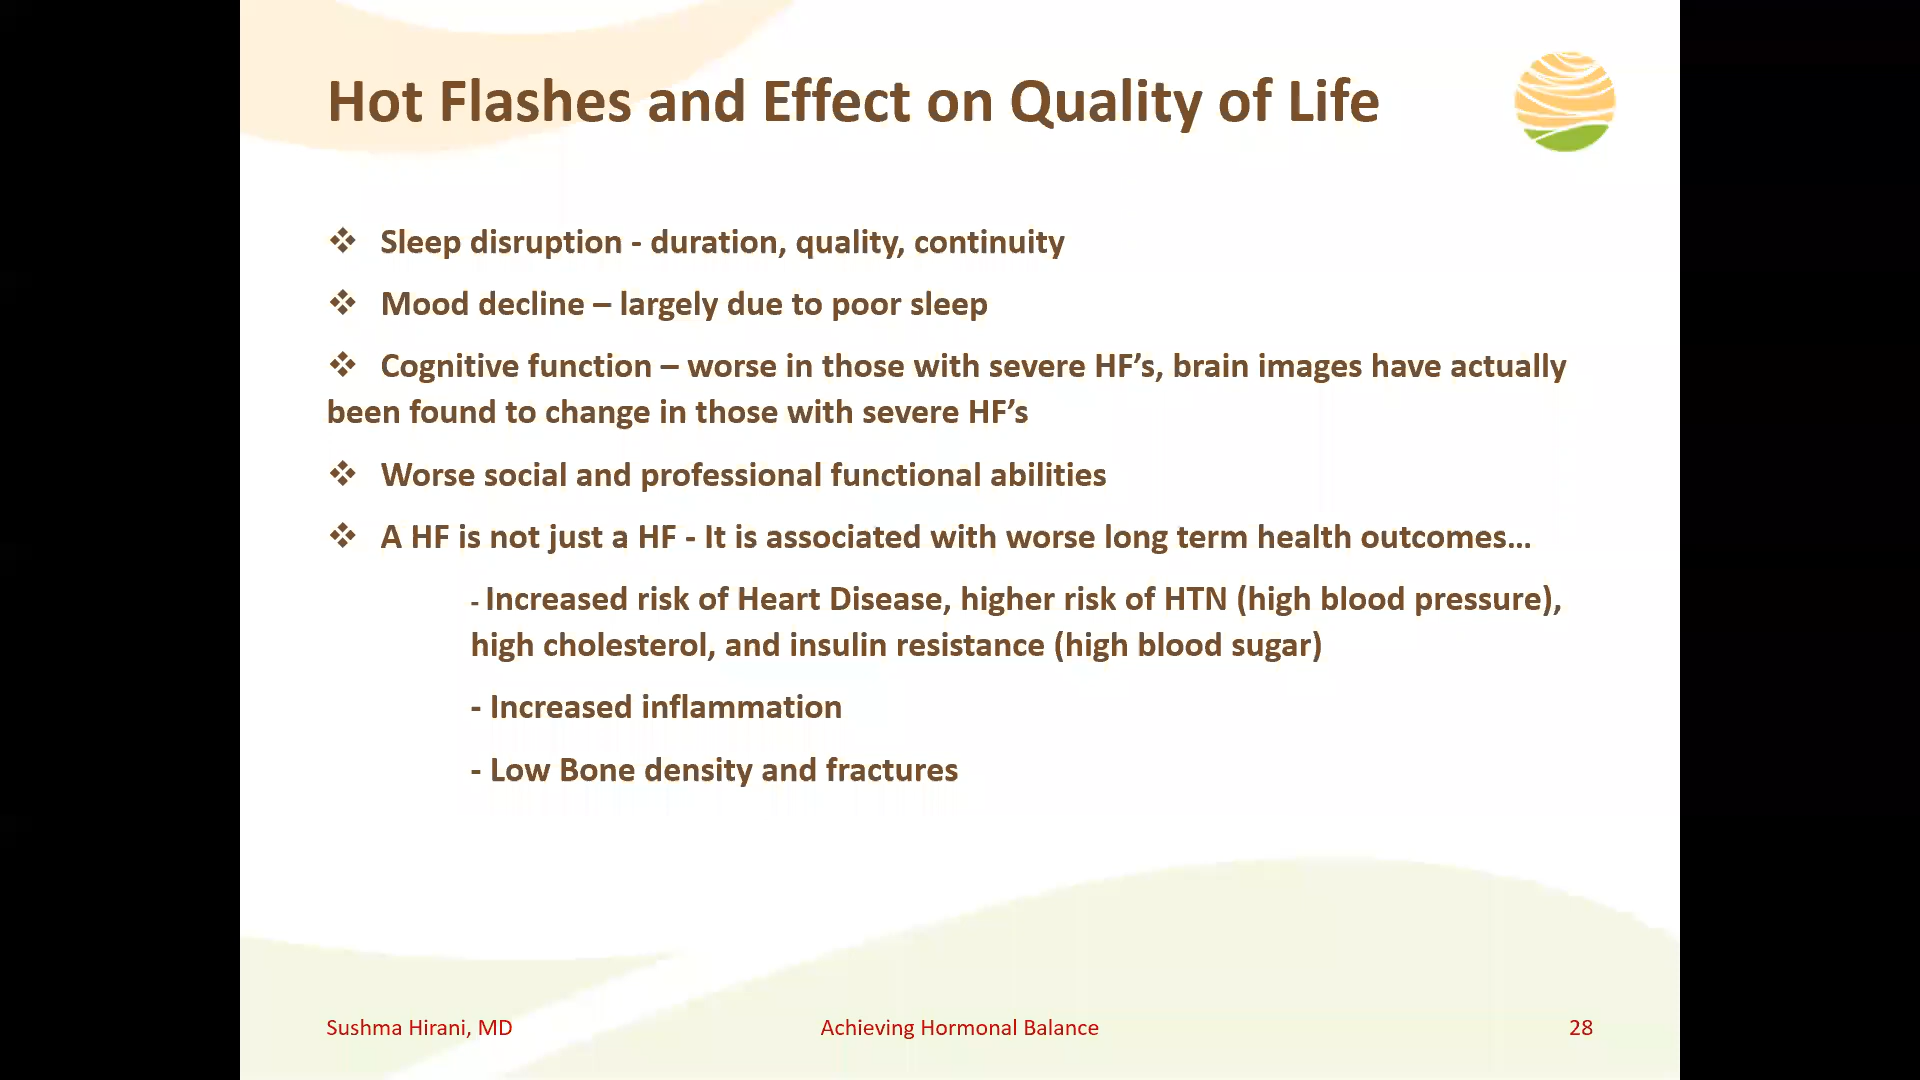 Hot Flashes and Effect on Quality of Life
❖ Sleep disruption - duration, quality, continuity
❖ Mood decline – largely due to poor sleep
❖ Cognitive function – worse in those with severe HF’s, brain images have actually
been found to change in those with severe HF’s
❖ Worse social and professional functional abilities
❖ A HF is not just a HF - It is associated with worse long term health outcomes…
- Increased risk of Heart Disease, higher risk of HTN (high blood pressure),
high cholesterol, and insulin resistance (high blood sugar)
- Increased inflammation
- Low Bone density and fractures
Sushma Hirani, MD
Achieving Hormonal Balance
28